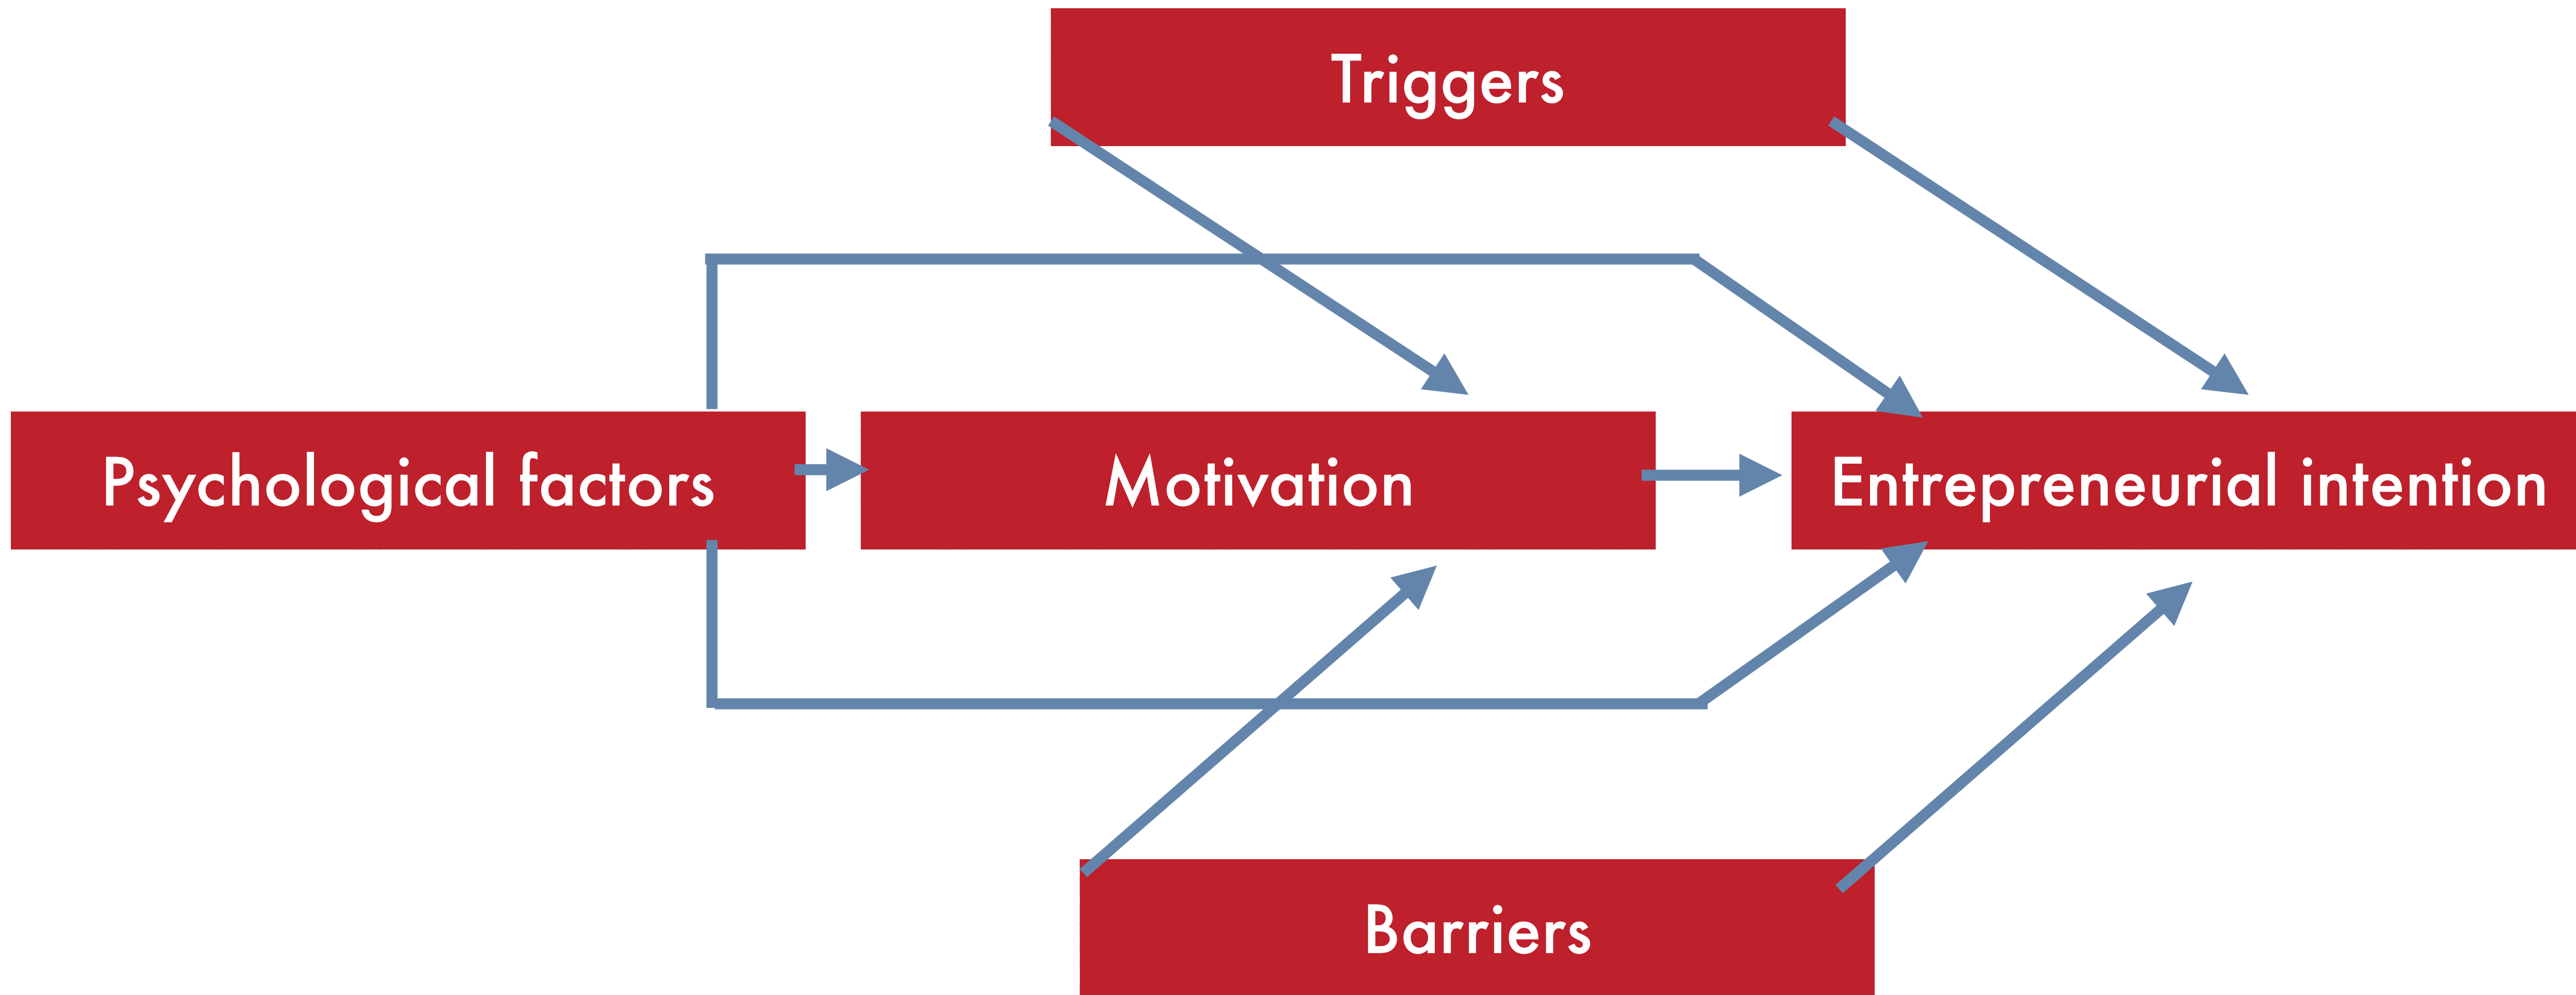 Triggers
Psychological factors
Motivation
Entrepreneurial intention
Barriers